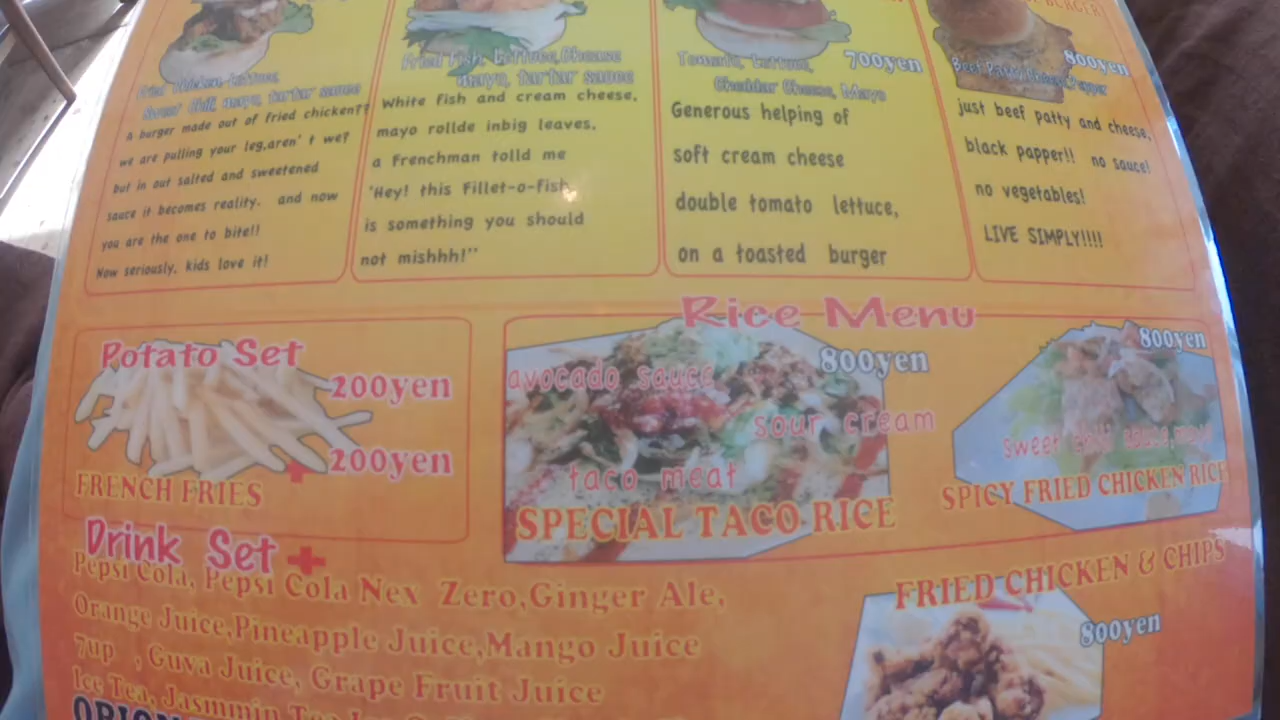 Fried Chicken, Lettuce,
Sweet Chili, mayo, tartar sauce
A burger made out of fried chicken??
we are pulling your leg,aren' t we?
but in out salted and sweetened
sauce it becomes reality. and now
you are the one to bite!!
Now seriously, kids love it!
Fried Fish, Lettuce,Cheese
mayo, tartar sauce
White fish and cream cheese,
mayo rollde inbig leaves,
a Frenchman tolld me
'Hey! this Fillet-o-fish
is something you should
not mishhh!''
700yen
Tomato, Lettuce,
Cheddar Cheese, Mayo
Generous helping of
soft cream cheese
double tomato lettuce,
on a toasted burger
BURGER
800yen
Beef Patty, Pepper
just beef patty and cheese,
black papper!! no sauce!
no vegetables!
LIVE SIMPLY!!!!
Potato Set
200yen
+ 200yen
FRENCH FRIES
Rice Menu
800yen
avocado sauce
sour cream
taco meat
SPECIAL TACO RICE
800yen
Sweet chili sauce, mayo
SPICY FRIED CHICKEN RICE
Drink Set +
Pepsi Cola, Pepsi Cola Nex Zero,Ginger Ale,
Orange Juice,Pineapple Juice,Mango Juice
7up , Guva Juice, Grape Fruit Juice
Ice Tea, Jasmmin Tea
ORION
FRIED CHICKEN & CHIPS
800yen